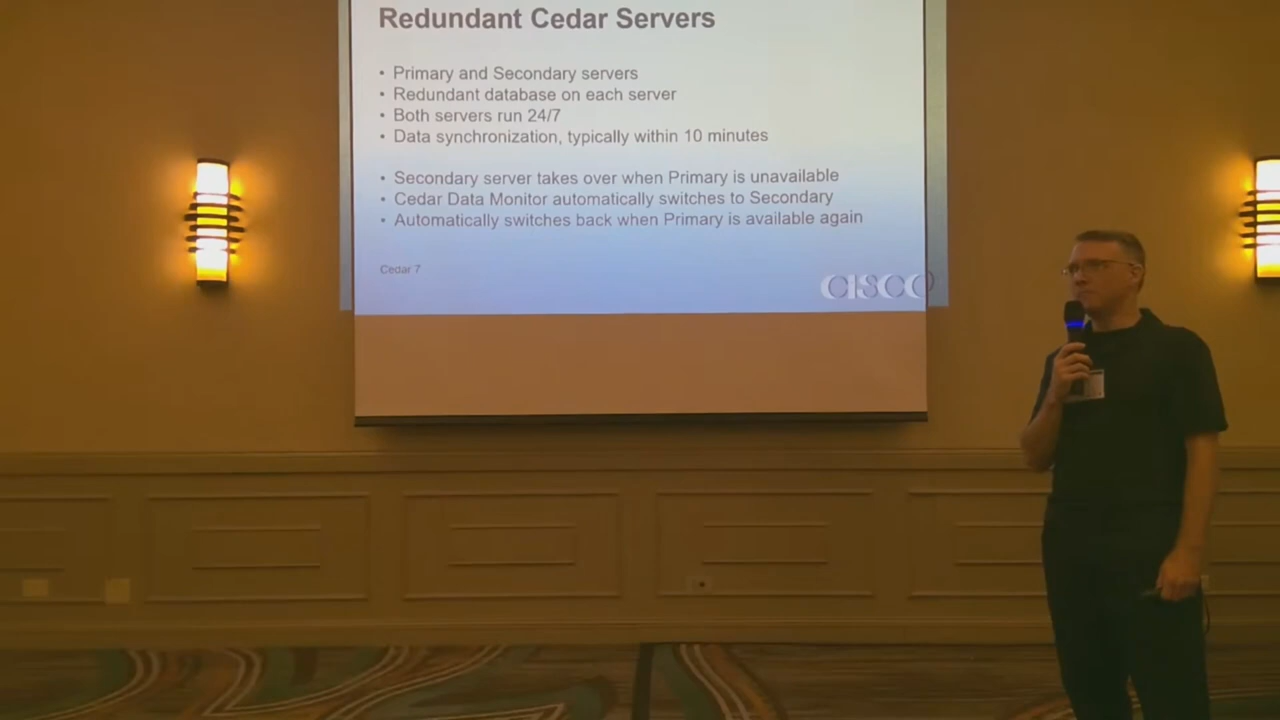 Redundant Cedar Servers
• Primary and Secondary servers
• Redundant database on each server
• Both servers run 24/7
• Data synchronization, typically within 10 minutes
• Secondary server takes over when Primary is unavailable
• Cedar Data Monitor automatically switches to Secondary
• Automatically switches back when Primary is available again
Cedar 7
CISCO